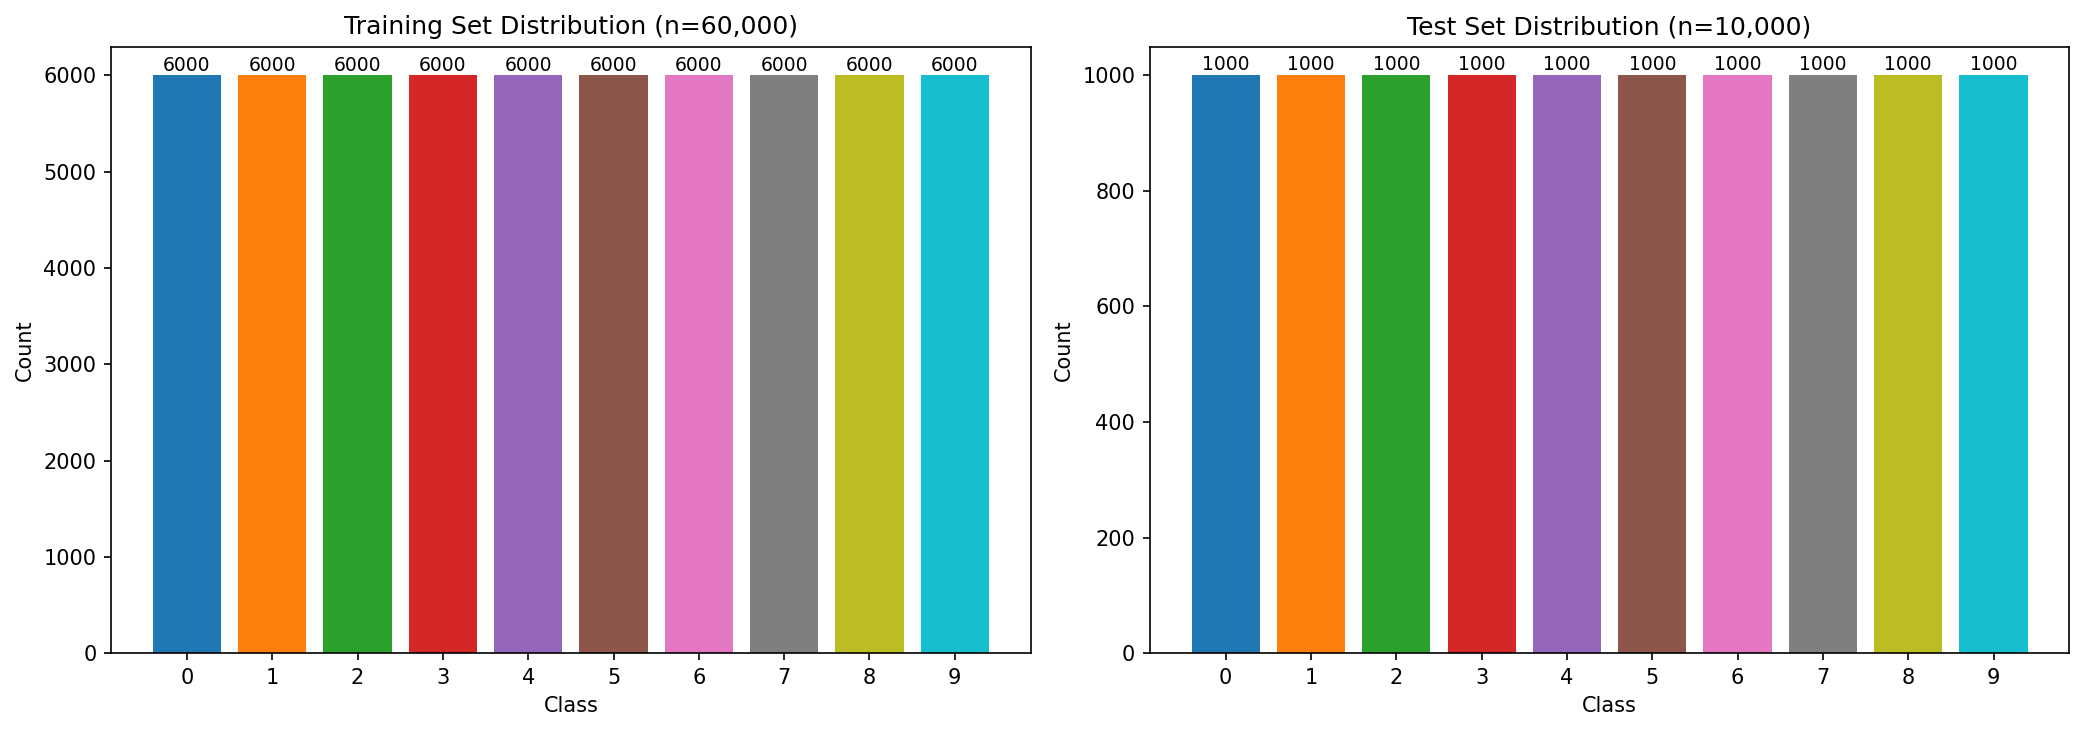 Training Set Distribution (n=60,000)
6000 6000 6000 6000 6000 6000 6000 6000 6000 6000
6000
5000
4000
3000
2000
1000
0
Count
0 1 2 3 4 5 6 7 8 9
Class
Test Set Distribution (n=10,000)
1000 1000 1000 1000 1000 1000 1000 1000 1000 1000
1000
800
600
400
200
0
Count
0 1 2 3 4 5 6 7 8 9
Class